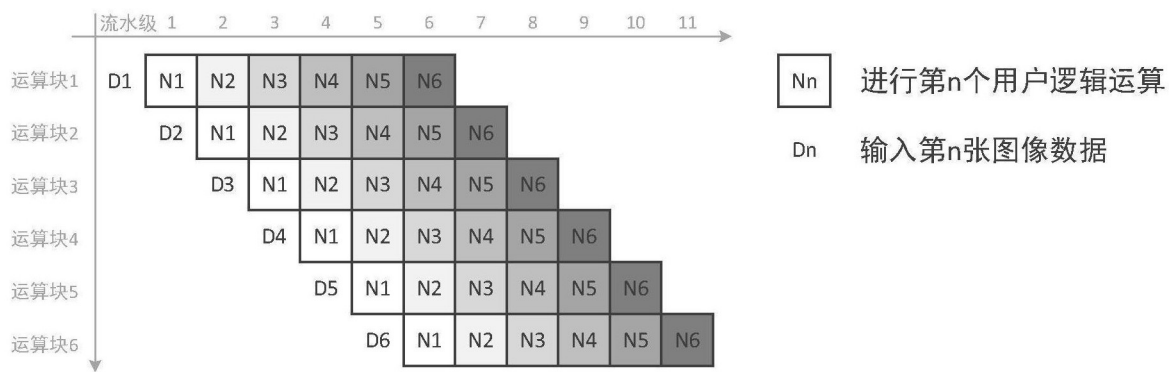 流水级 1 2 3 4 5 6 7 8 9 10 11
运算块1 D1 N1 N2 N3 N4 N5 N6
运算块2 D2 N1 N2 N3 N4 N5 N6
运算块3 D3 N1 N2 N3 N4 N5 N6
运算块4 D4 N1 N2 N3 N4 N5 N6
运算块5 D5 N1 N2 N3 N4 N5 N6
运算块6 D6 N1 N2 N3 N4 N5 N6
Nn 进行第n个用户逻辑运算
Dn 输入第n张图像数据